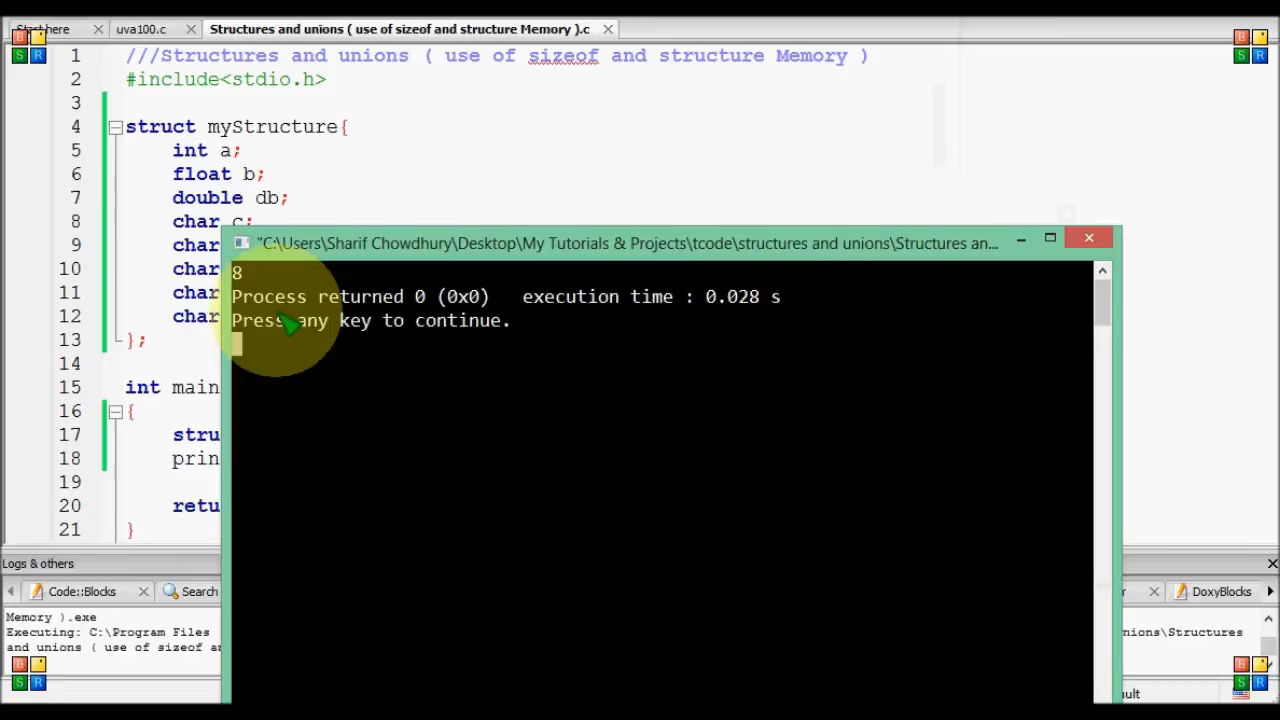 Start here
uva100.c
Structures and unions ( use of sizeof and structure Memory ).c
1 ///Structures and unions ( use of sizeof and structure Memory )
2 #include<stdio.h>
3
4 struct myStructure{
5 int a;
6 float b;
7 double db;
8 char c;
9 char
10 char
11 char
12 char
13 };
14
15 int main
16 {
17 stru
18 prin
19
20 retu
21 }
"C:\Users\Sharif Chowdhury\Desktop\My Tutorials & Projects\tcode\structures and unions\Structures an...
8
Process returned 0 (0x0) execution time : 0.028 s
Press any key to continue.
Logs & others
Code::Blocks
Search
r
DoxyBlocks
Memory ).exe
Executing: C:\Program Files
nions\Structures
and unions ( use of sizeof an
ult
B
S R
B
S R
B
S R
B
S R